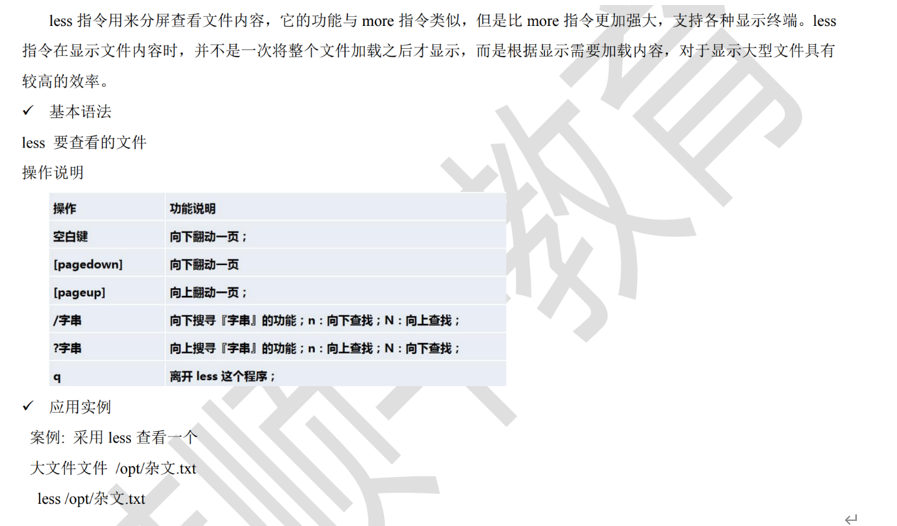 less 指令用来分屏查看文件内容，它的功能与 more 指令类似，但是比 more 指令更加强大，支持各种显示终端。less
指令在显示文件内容时，并不是一次将整个文件加载之后才显示，而是根据显示需要加载内容，对于显示大型文件具有
较高的效率。
✓ 基本语法
less 要查看的文件
操作说明
操作 功能说明
空白键 向下翻动一页；
[pagedown] 向下翻动一页
[pageup] 向上翻动一页；
/字串 向下搜寻『字串』的功能；n：向下查找；N：向上查找；
?字串 向上搜寻『字串』的功能；n：向上查找；N：向下查找；
q 离开 less 这个程序；
✓ 应用实例
案例: 采用 less 查看一个
大文件文件 /opt/杂文.txt
less /opt/杂文.txt
教育